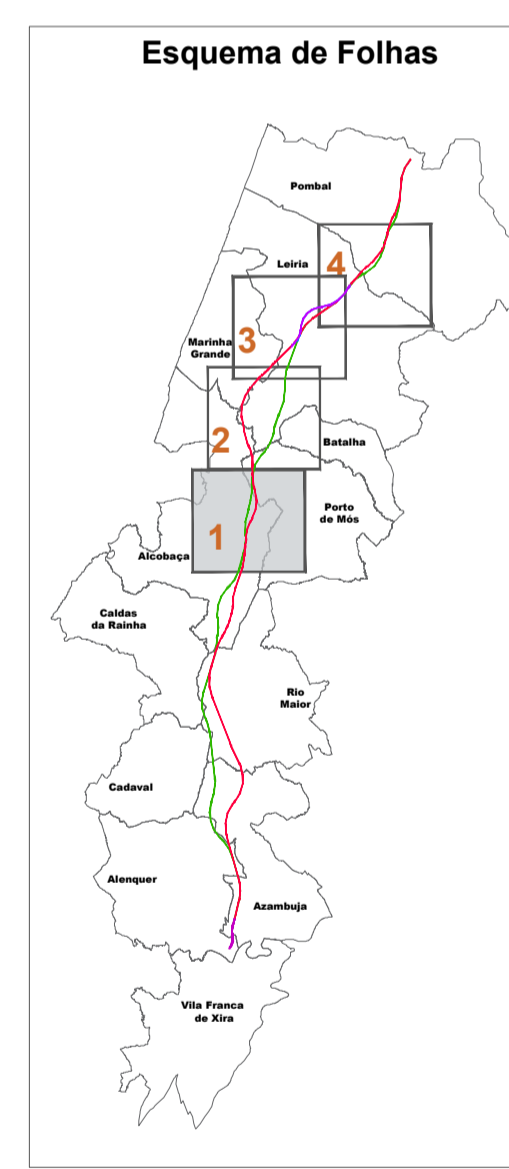 Esquema de Folhas
Pombal
Leiria
4
Marinha
Grande
3
2
Batalha
Porto
de Mós
1
Alcobaça
Caldas
da Rainha
Rio
Maior
Cadaval
Alenquer
Azambuja
Vila Franca
de Xira